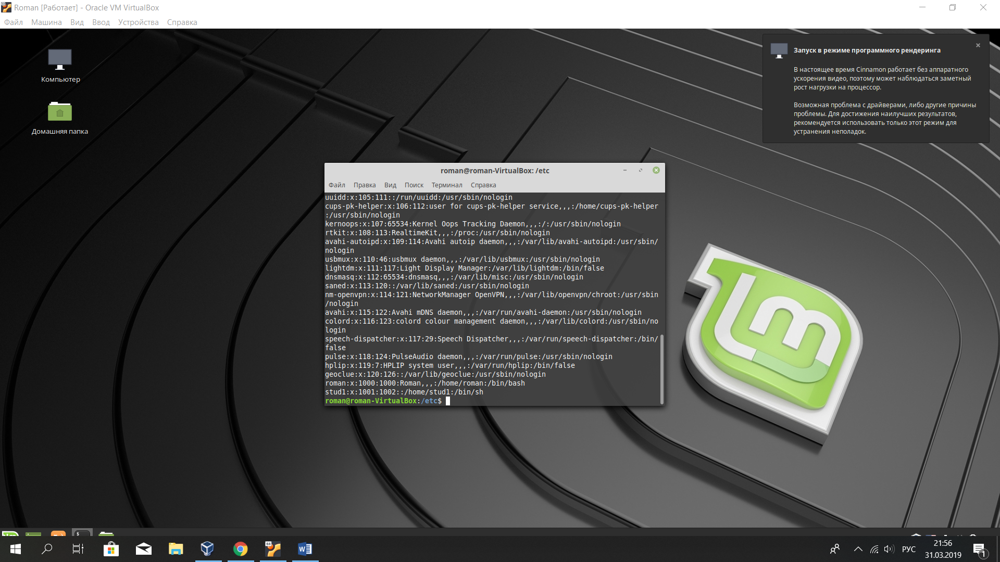 Roman [Работает] - Oracle VM VirtualBox
Файл Машина Вид Ввод Устройства Справка
Компьютер
Домашняя папка
Запуск в режиме программного рендеринга
В настоящее время Cinnamon работает без аппаратного
ускорения видео, поэтому может наблюдаться заметный
рост нагрузки на процессор.
Возможная проблема с драйверами, либо другие причины
проблемы. Для достижения наилучших результатов,
рекомендуется использовать только этот режим для
устранения неполадок.
roman@roman-VirtualBox: /etc
Файл Правка Вид Поиск Терминал Справка
uuidd:x:105:111::/run/uuidd:/usr/sbin/nologin
cups-pk-helper:x:106:112:user for cups-pk-helper service,,,:/home/cups-pk-helper
:/usr/sbin/nologin
kernoops:x:107:65534:Kernel Oops Tracking Daemon,,,:/:/usr/sbin/nologin
rtkit:x:108:113:RealtimeKit,,,:/proc:/usr/sbin/nologin
avahi-autoipd:x:109:114:Avahi autoip daemon,,,:/var/lib/avahi-autoipd:/usr/sbin/
nologin
usbmux:x:110:46:usbmux daemon,,,:/var/lib/usbmux:/usr/sbin/nologin
lightdm:x:111:117:Light Display Manager:/var/lib/lightdm:/bin/false
dnsmasq:x:112:65534:dnsmasq,,,:/var/lib/misc:/usr/sbin/nologin
saned:x:113:120::/var/lib/saned:/usr/sbin/nologin
nm-openvpn:x:114:121:NetworkManager OpenVPN,,,:/var/lib/openvpn/chroot:/usr/sbin
/nologin
avahi:x:115:122:Avahi mDNS daemon,,,:/var/run/avahi-daemon:/usr/sbin/nologin
colord:x:116:123:colord colour management daemon,,,:/var/lib/colord:/usr/sbin/no
login
speech-dispatcher:x:117:29:Speech Dispatcher,,,:/var/run/speech-dispatcher:/bin/
false
pulse:x:118:124:PulseAudio daemon,,,:/var/run/pulse:/usr/sbin/nologin
hplip:x:119:7:HPLIP system user,,,:/var/run/hplip:/bin/false
geoclue:x:120:126::/var/lib/geoclue:/usr/sbin/nologin
roman:x:1000:1000:Roman,,,:/home/roman:/bin/bash
stud1:x:1001:1002::/home/stud1:/bin/sh
roman@roman-VirtualBox:/etc$
64
РУС
21:56
31.03.2019
1